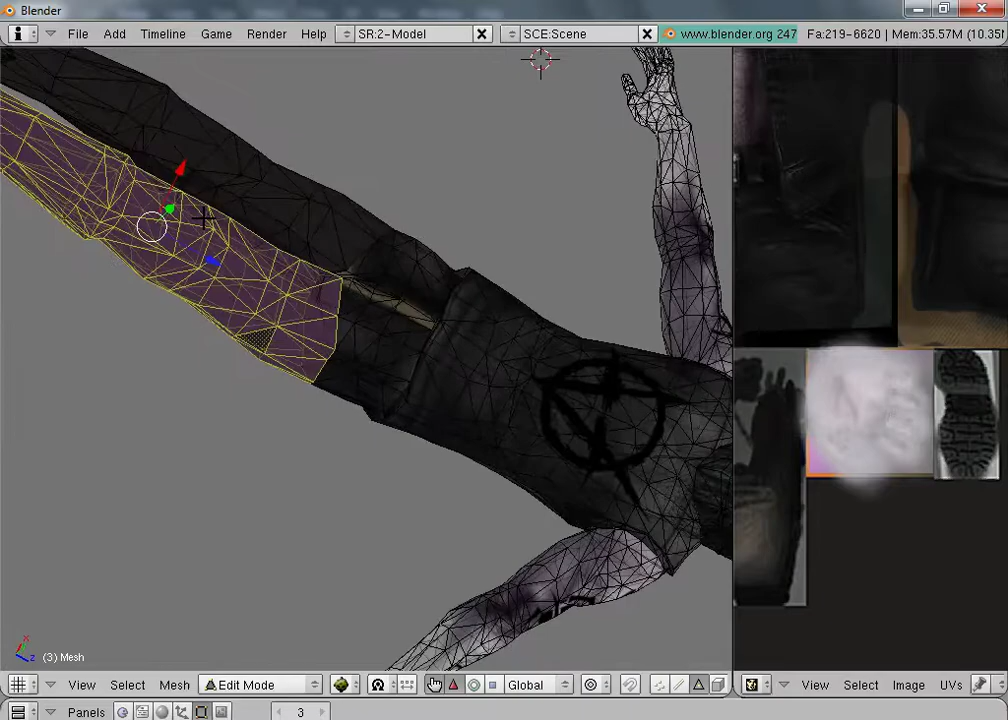 Blender
File Add Timeline Game Render Help SR:2-Model SCE:Scene www.blender.org 247 Fa:219-6620 | Mem:35.57M (10.35
(3) Mesh
View Select Mesh Edit Mode Global View Select Image UVs
Panels 3